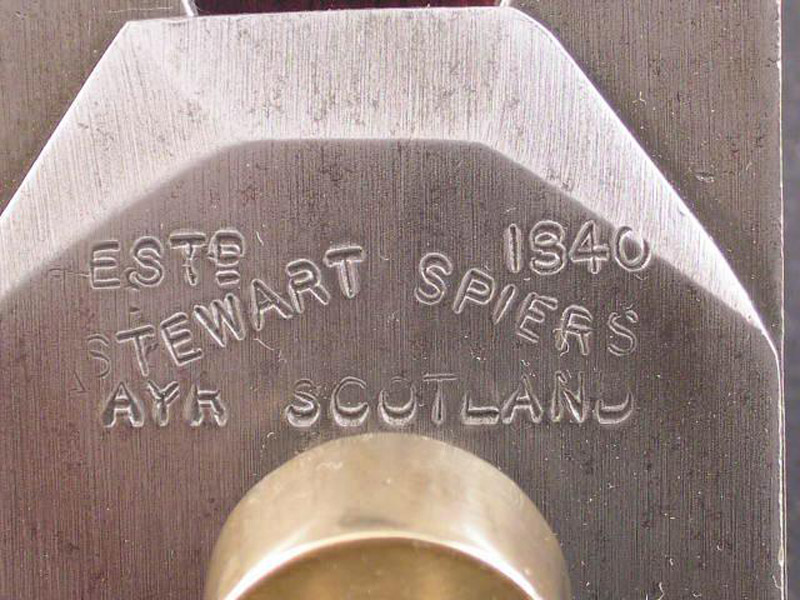 ESTD 1840
STEWART SPIERS
AYR SCOTLAND